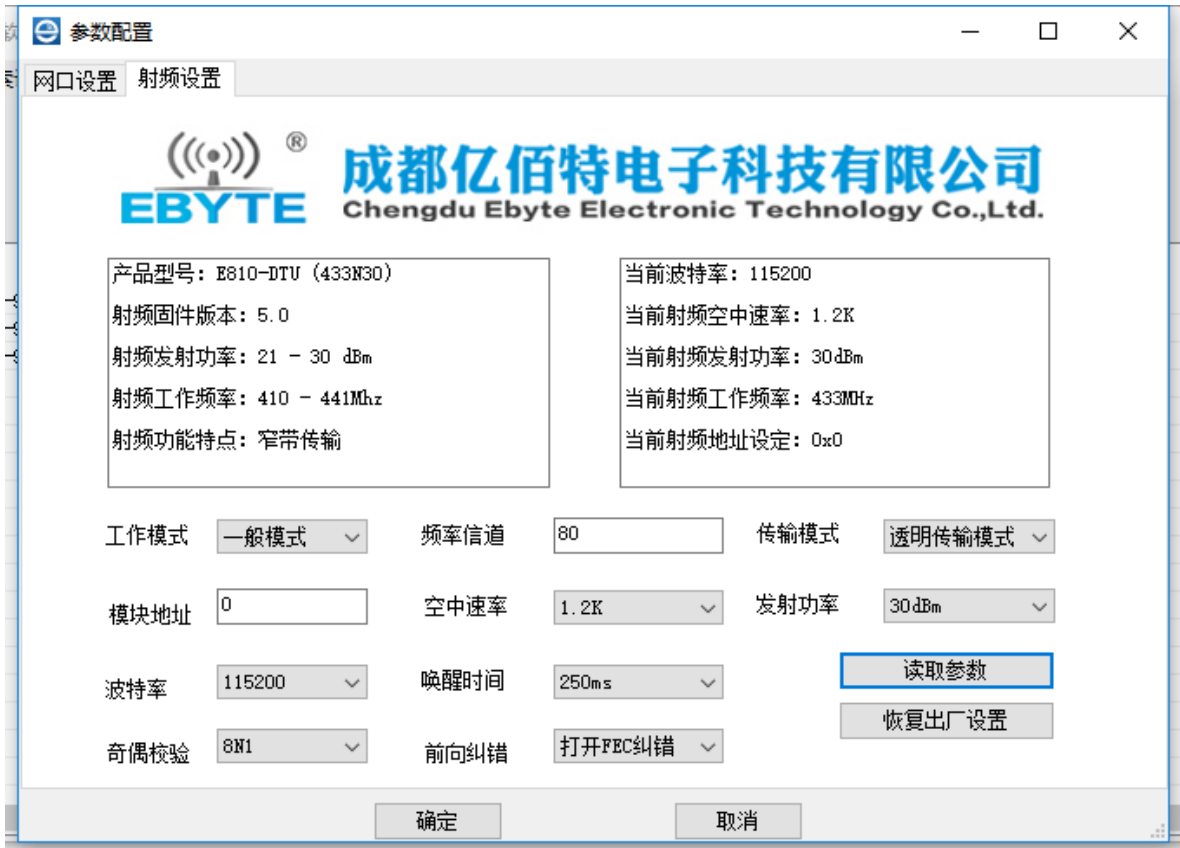 参数配置
网口设置 射频设置
EBYTE ®
成都亿佰特电子科技有限公司
Chengdu Ebyte Electronic Technology Co.,Ltd.
产品型号: E810-DTU (433N30)
射频固件版本: 5.0
射频发射功率: 21 - 30 dBm
射频工作频率: 410 - 441Mhz
射频功能特点: 窄带传输
当前波特率: 115200
当前射频空中速率: 1.2K
当前射频发射功率: 30dBm
当前射频工作频率: 433MHz
当前射频地址设定: 0x0
工作模式 一般模式 频率信道 80 传输模式 透明传输模式
模块地址 0 空中速率 1.2K 发射功率 30dBm
波特率 115200 唤醒时间 250ms 读取参数
恢复出厂设置
奇偶校验 8N1 前向纠错 打开FEC纠错
确定 取消